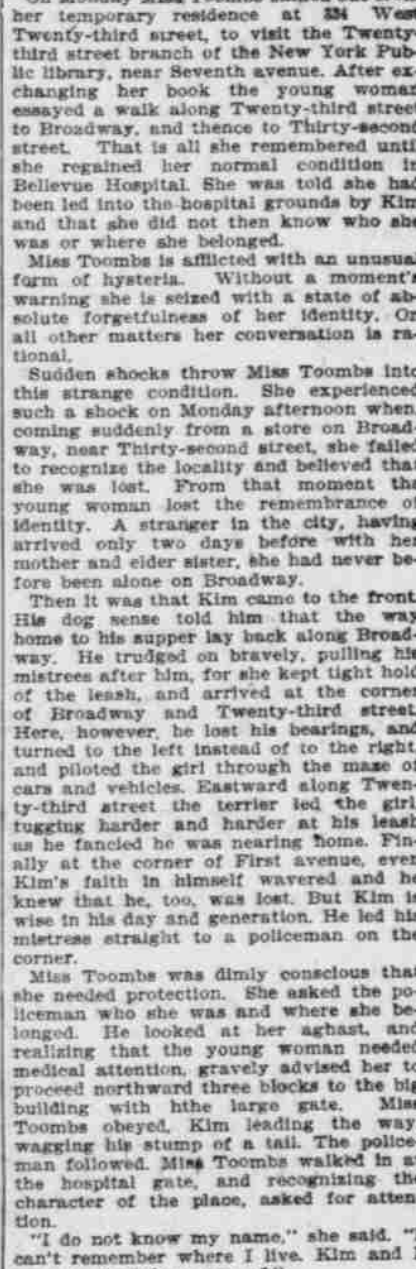 her temporary residence at 334 West
Twenty-third street, to visit the Twenty-
third street branch of the New York Pub-
lic library, near Seventh avenue. After ex-
changing her book the young woman
essayed a walk along Twenty-third street
to Broadway, and thence to Thirty-second
street. That is all she remembered until
she regained her normal condition in
Bellevue Hospital. She was told she had
been led into the hospital grounds by Kim
and that she did not then know who she
was or where she belonged.
Miss Toombs is afflicted with an unusual
form of hysteria. Without a moment's
warning she is seized with a state of ab-
solute forgetfulness of her identity. On
all other matters her conversation is ra-
tional.
Sudden shocks throw Miss Toombs into
this strange condition. She experienced
such a shock on Monday afternoon when,
coming suddenly from a store on Broad-
way, near Thirty-second street, she failed
to recognize the locality and believed that
she was lost. From that moment the
young woman lost the remembrance of
identity. A stranger in the city, having
arrived only two days before with her
mother and elder sister, she had never be-
fore been alone on Broadway.
Then it was that Kim came to the front.
His dog sense told him that the way
home to his supper lay back along Broad-
way. He trudged on bravely, pulling his
mistrees after him, for she kept tight hold
of the leash, and arrived at the corner
of Broadway and Twenty-third street.
Here, however, he lost his bearings, and
turned to the left instead of to the right,
and piloted the girl through the maze of
cars and vehicles. Eastward along Twen-
ty-third street the terrier led the girl,
tugging harder and harder at his leash
as he fancied he was nearing home. Fin-
ally at the corner of First avenue, even
Kim's faith in himself wavered and he
knew that he, too, was lost. But Kim is
wise in his day and generation. He led his
mistress straight to a policeman on the
corner.
Miss Toombs was dimly conscious that
she needed protection. She asked the po-
liceman who she was and where she be-
longed. He looked at her aghast, and
realizing that the young woman needed
medical attention, gravely advised her to
proceed northward three blocks to the big
building with hthe large gate. Miss
Toombs obeyed, Kim leading the way,
wagging his stump of a tail. The police-
man followed. Miss Toombs walked in at
the hospital gate, and recognizing the
character of the place, asked for atten-
tion.
"I do not know my name," she said. "I
can't remember where I live. Kim and I